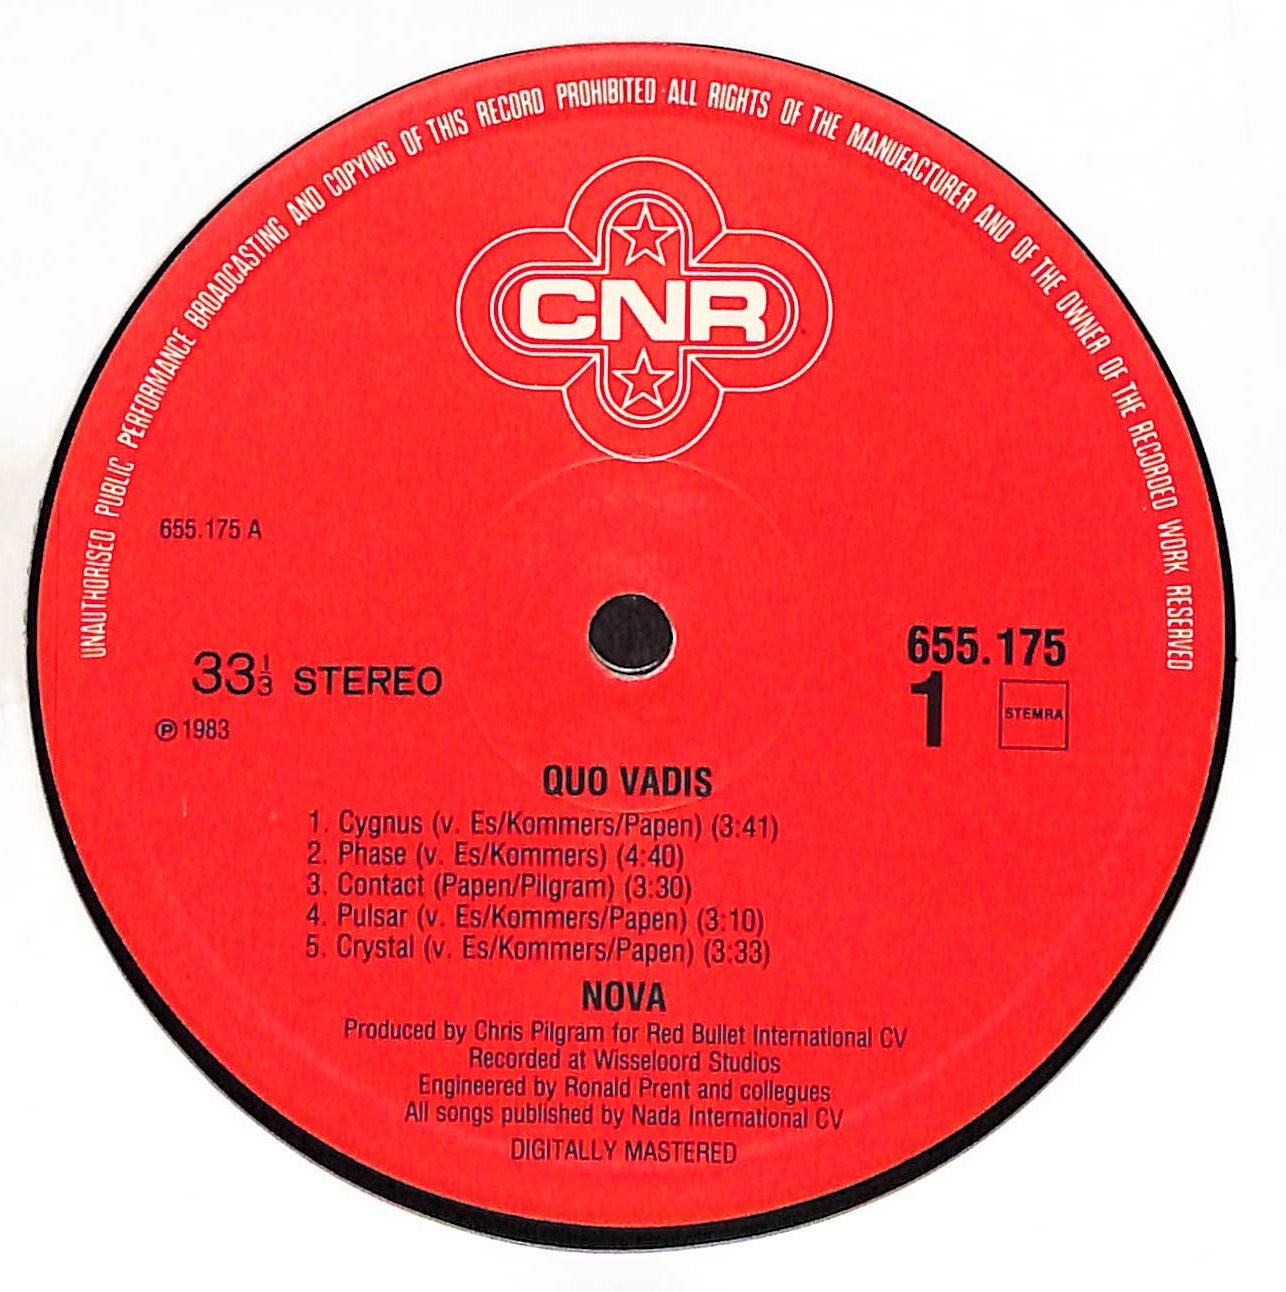 UNAUTHORISED PUBLIC PERFORMANCE BROADCASTING AND COPYING OF THIS RECORD PROHIBITED · ALL RIGHTS OF THE MANUFACTURER AND OF THE OWNER OF THE RECORDED WORK RESERVED
CNR
655.175 A
33⅓ STEREO
℗ 1983
655.175
1
STEMRA
QUO VADIS
1. Cygnus (v. Es/Kommers/Papen) (3:41)
2. Phase (v. Es/Kommers) (4:40)
3. Contact (Papen/Pilgram) (3:30)
4. Pulsar (v. Es/Kommers/Papen) (3:10)
5. Crystal (v. Es/Kommers/Papen) (3:33)
NOVA
Produced by Chris Pilgram for Red Bullet International CV
Recorded at Wisseloord Studios
Engineered by Ronald Prent and collegues
All songs published by Nada International CV
DIGITALLY MASTERED